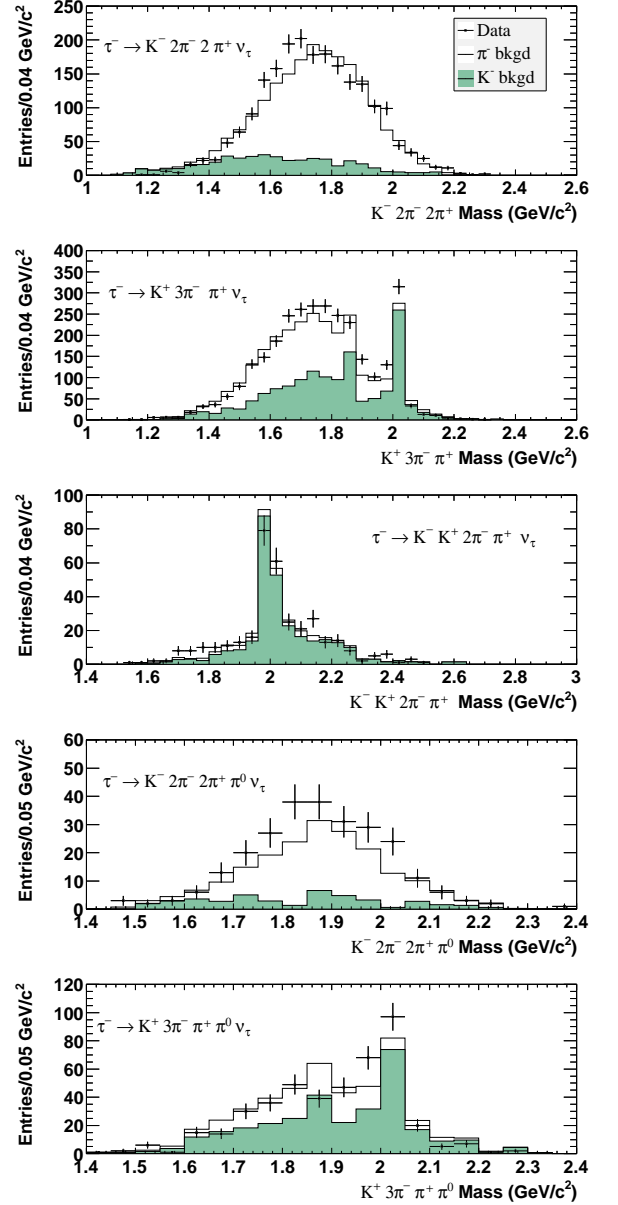 Entries/0.04 GeV/c²
250
200
150
100
50
0
τ⁻ → K⁻ 2π⁻ 2 π⁺ ν_τ
Data
π⁻ bkgd
K⁻ bkgd
1 1.2 1.4 1.6 1.8 2 2.2 2.4 2.6
K⁻ 2π⁻ 2π⁺ Mass (GeV/c²)
Entries/0.04 GeV/c²
400
350
300
250
200
150
100
50
0
τ⁻ → K⁺ 3π⁻ π⁺ ν_τ
1 1.2 1.4 1.6 1.8 2 2.2 2.4 2.6
K⁺ 3π⁻ π⁺ Mass (GeV/c²)
Entries/0.04 GeV/c²
100
80
60
40
20
0
τ⁻ → K⁻ K⁺ 2π⁻ π⁺ ν_τ
1.4 1.6 1.8 2 2.2 2.4 2.6 2.8 3
K⁻ K⁺ 2π⁻ π⁺ Mass (GeV/c²)
Entries/0.05 GeV/c²
60
50
40
30
20
10
0
τ⁻ → K⁻ 2π⁻ 2π⁺ π⁰ ν_τ
1.4 1.5 1.6 1.7 1.8 1.9 2 2.1 2.2 2.3 2.4
K⁻ 2π⁻ 2π⁺ π⁰ Mass (GeV/c²)
Entries/0.05 GeV/c²
120
100
80
60
40
20
0
τ⁻ → K⁺ 3π⁻ π⁺ π⁰ ν_τ
1.4 1.5 1.6 1.7 1.8 1.9 2 2.1 2.2 2.3 2.4
K⁺ 3π⁻ π⁺ π⁰ Mass (GeV/c²)